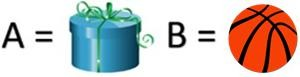 A = B =